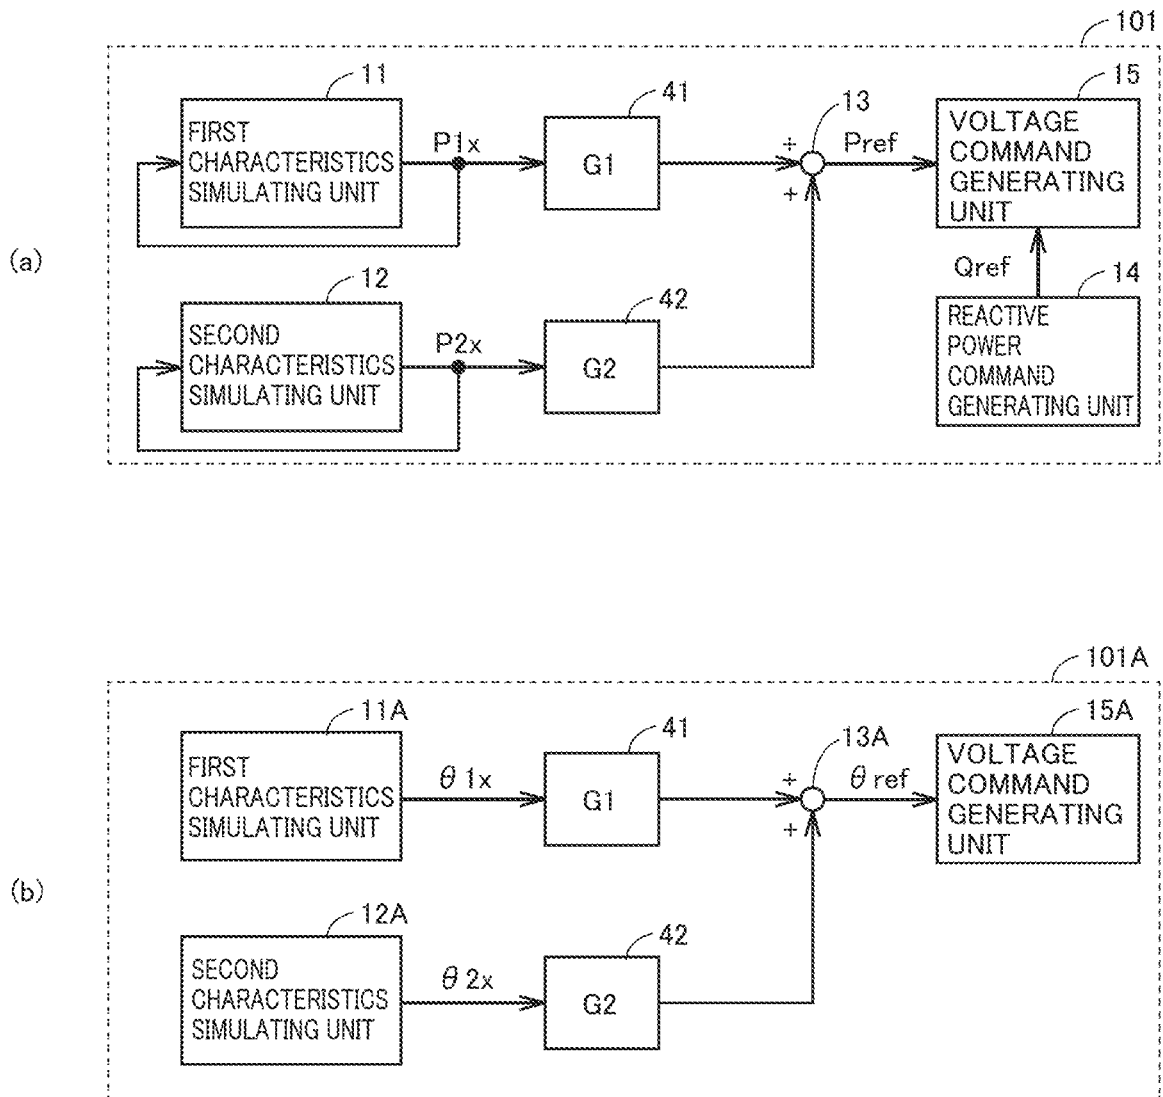 101
11
FIRST
CHARACTERISTICS
SIMULATING UNIT
P1x
41
G1
13
+
+
Pref
15
VOLTAGE
COMMAND
GENERATING
UNIT
(a)
12
SECOND
CHARACTERISTICS
SIMULATING UNIT
P2x
42
G2
Qref
14
REACTIVE
POWER
COMMAND
GENERATING UNIT
101A
11A
FIRST
CHARACTERISTICS
SIMULATING UNIT
θ 1x
41
G1
13A
+
+
θ ref
15A
VOLTAGE
COMMAND
GENERATING
UNIT
(b)
12A
SECOND
CHARACTERISTICS
SIMULATING UNIT
θ 2x
42
G2